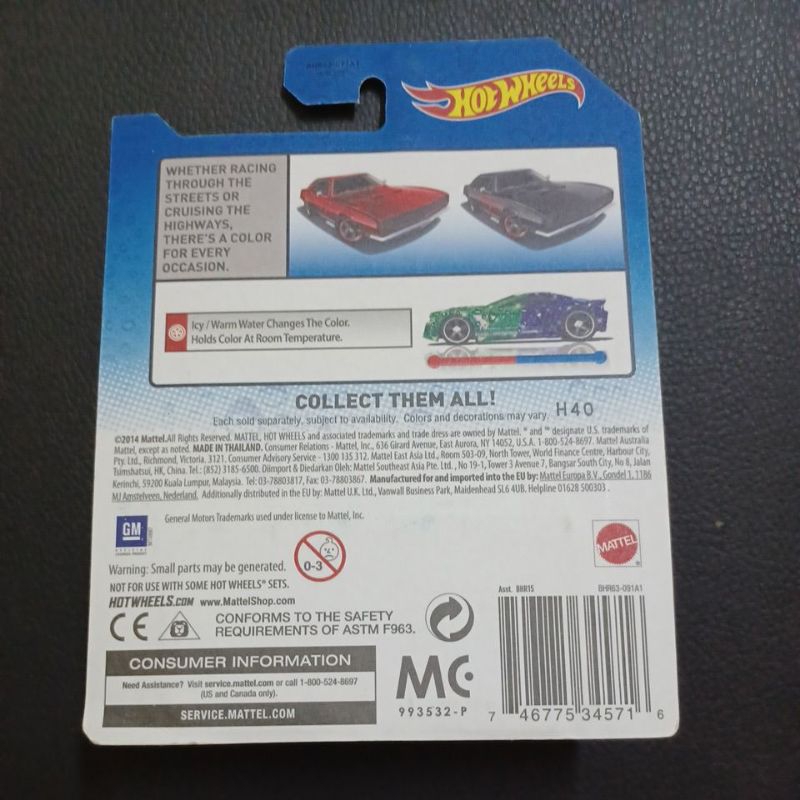 HOT WHEELS
WHETHER RACING
THROUGH THE
STREETS OR
CRUISING THE
HIGHWAYS,
THERE'S A COLOR
FOR EVERY
OCCASION.
Icy / Warm Water Changes The Color.
Holds Color At Room Temperature.
COLLECT THEM ALL!
Each sold separately, subject to availability. Colors and decorations may vary. H40
©2014 Mattel. All Rights Reserved. MATTEL, HOT WHEELS and associated trademarks and trade dress are owned by Mattel. ® and ™ designate U.S. trademarks of
Mattel, except as noted. MADE IN THAILAND. Consumer Relations - Mattel, Inc., 636 Girard Avenue, East Aurora, NY 14052, U.S.A. 1-800-524-8697. Mattel Australia
Pty. Ltd., Richmond, Victoria, 3121. Consumer Advisory Service - 1300 135 312. Mattel East Asia Ltd., Room 503-09, North Tower, World Finance Centre, Harbour City,
Tsimshatsui, HK, China. Tel.: (852) 3185-6500. Diimport & Diedarkan Oleh: Mattel Southeast Asia Pte. Ltd., No 19-1, Tower 3 Avenue 7, Bangsar South City, No 8, Jalan
Kerinchi, 59200 Kuala Lumpur, Malaysia. Tel: 03-78803817, Fax: 03-78803867. Manufactured for and imported into the EU by: Mattel Europa B.V., Gondel 1, 1186
MJ Amstelveen, Nederland. Additionally distributed in the EU by: Mattel U.K. Ltd., Vanwall Business Park, Maidenhead SL6 4UB. Helpline 01628 500303.
GM
General Motors Trademarks used under license to Mattel, Inc.
MATTEL
0-3
Warning: Small parts may be generated.
NOT FOR USE WITH SOME HOT WHEELS® SETS.
HOTWHEELS.COM www.MattelShop.com
CE
CONFORMS TO THE SAFETY
REQUIREMENTS OF ASTM F963.
CONSUMER INFORMATION
Need Assistance? Visit service.mattel.com or call 1-800-524-8697
(US and Canada only).
SERVICE.MATTEL.COM
MC
993532-P
Asst. BHR15 BHR63-091A1
7 46775 34571 6